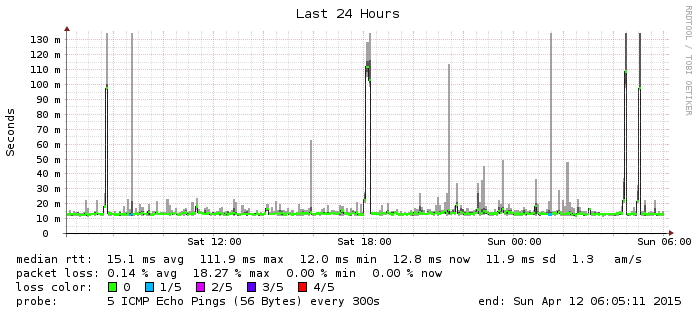 Last 24 Hours
RRDTOOL / TOBI OETIKER
Seconds
130 m
120 m
110 m
100 m
90 m
80 m
70 m
60 m
50 m
40 m
30 m
20 m
10 m
0
Sat 12:00 Sat 18:00 Sun 00:00 Sun 06:00
median rtt: 15.1 ms avg 111.9 ms max 12.0 ms min 12.8 ms now 11.9 ms sd 1.3 am/s
packet loss: 0.14 % avg 18.27 % max 0.00 % min 0.00 % now
loss color: 0 1/5 2/5 3/5 4/5
probe: 5 ICMP Echo Pings (56 Bytes) every 300s end: Sun Apr 12 06:05:11 2015